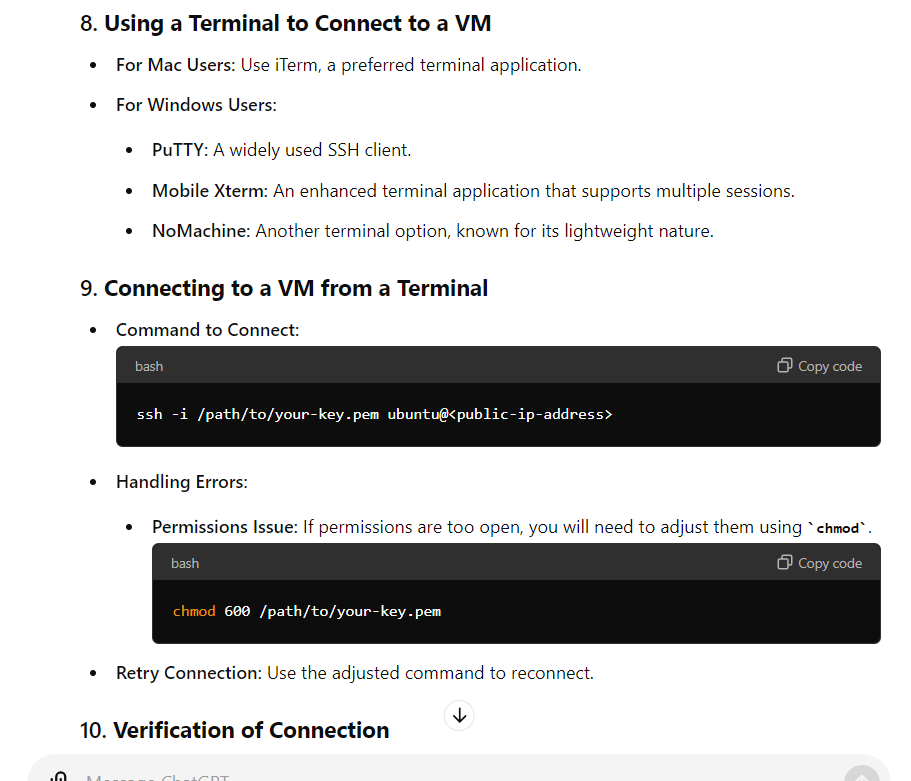 8. Using a Terminal to Connect to a VM
• For Mac Users: Use iTerm, a preferred terminal application.
• For Windows Users:
• PuTTY: A widely used SSH client.
• Mobile Xterm: An enhanced terminal application that supports multiple sessions.
• NoMachine: Another terminal option, known for its lightweight nature.
9. Connecting to a VM from a Terminal
• Command to Connect:
bash Copy code
ssh -i /path/to/your-key.pem ubuntu@<public-ip-address>
• Handling Errors:
• Permissions Issue: If permissions are too open, you will need to adjust them using `chmod`.
bash Copy code
chmod 600 /path/to/your-key.pem
• Retry Connection: Use the adjusted command to reconnect.
10. Verification of Connection
Message ChatGPT